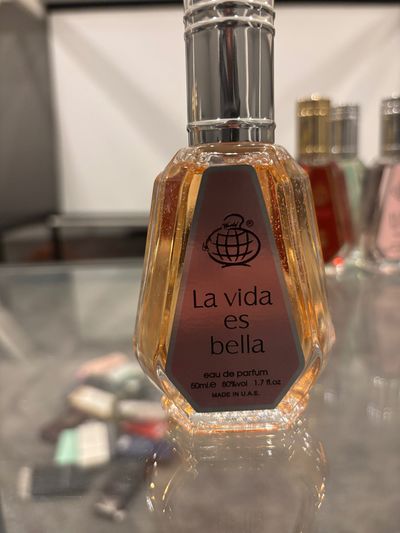 La vida
es
bella
eau de parfum
50ml.e 80%vol 1.7 fl.oz
MADE IN U.A.E.